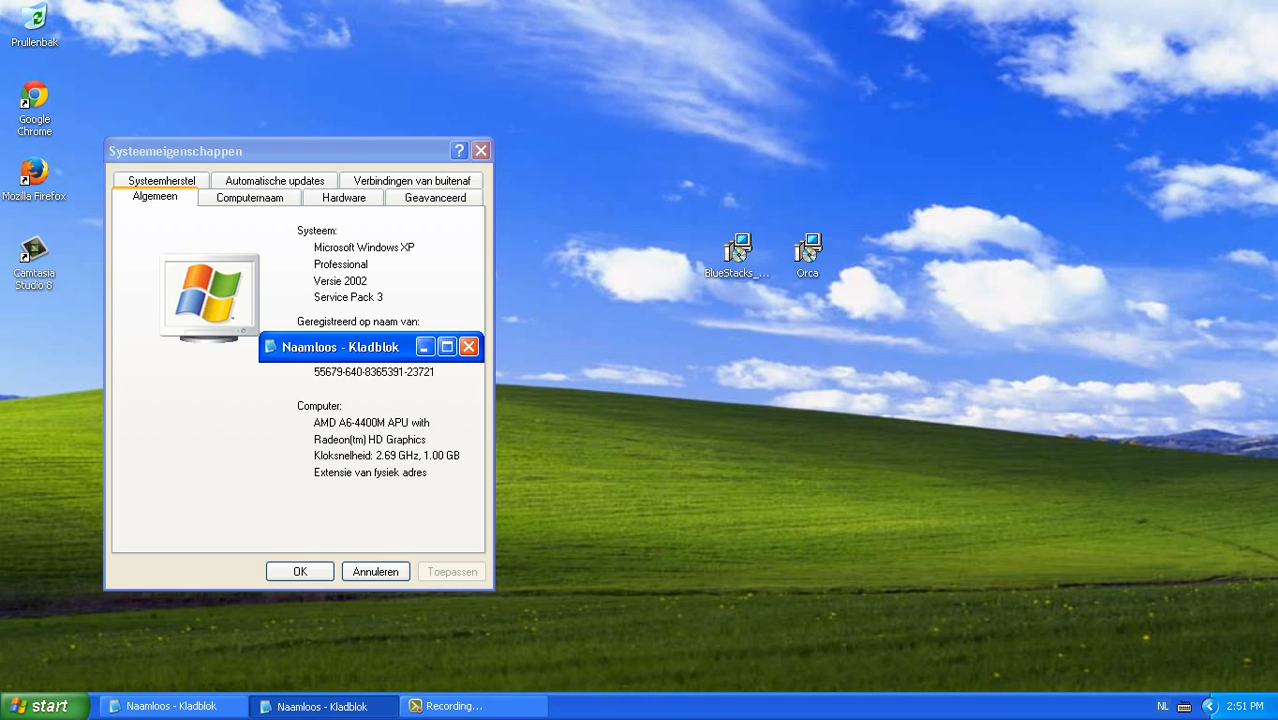 Prullenbak
Google
Chrome
Mozilla Firefox
Camtasia
Studio 8
Systeemeigenschappen
Systeemherstel
Automatische updates
Verbindingen van buitenaf
Algemeen
Computernaam
Hardware
Geavanceerd
Systeem:
Microsoft Windows XP
Professional
Versie 2002
Service Pack 3
Geregistreerd op naam van:
Naamloos - Kladblok
55679-640-8365391-23721
Computer:
AMD A6-4400M APU with
Radeon(tm) HD Graphics
Kloksnelheid: 2.69 GHz, 1.00 GB
Extensie van fysiek adres
OK
Annuleren
Toepassen
BlueStacks_...
Orca
start
Naamloos - Kladblok
Naamloos - Kladblok
Recording...
NL
2:51 PM